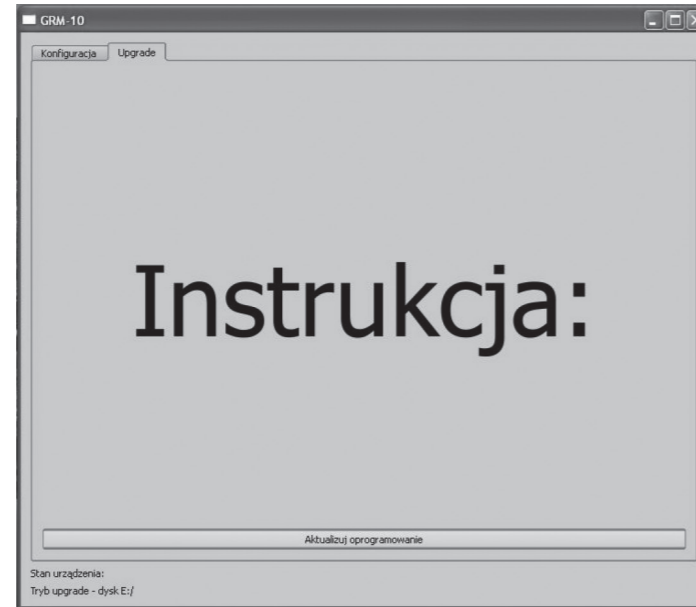 GRM-10
Konfiguracja Upgrade
Instrukcja:
Aktualizuj oprogramowanie
Stan urządzenia:
Tryb upgrade - dysk E:/